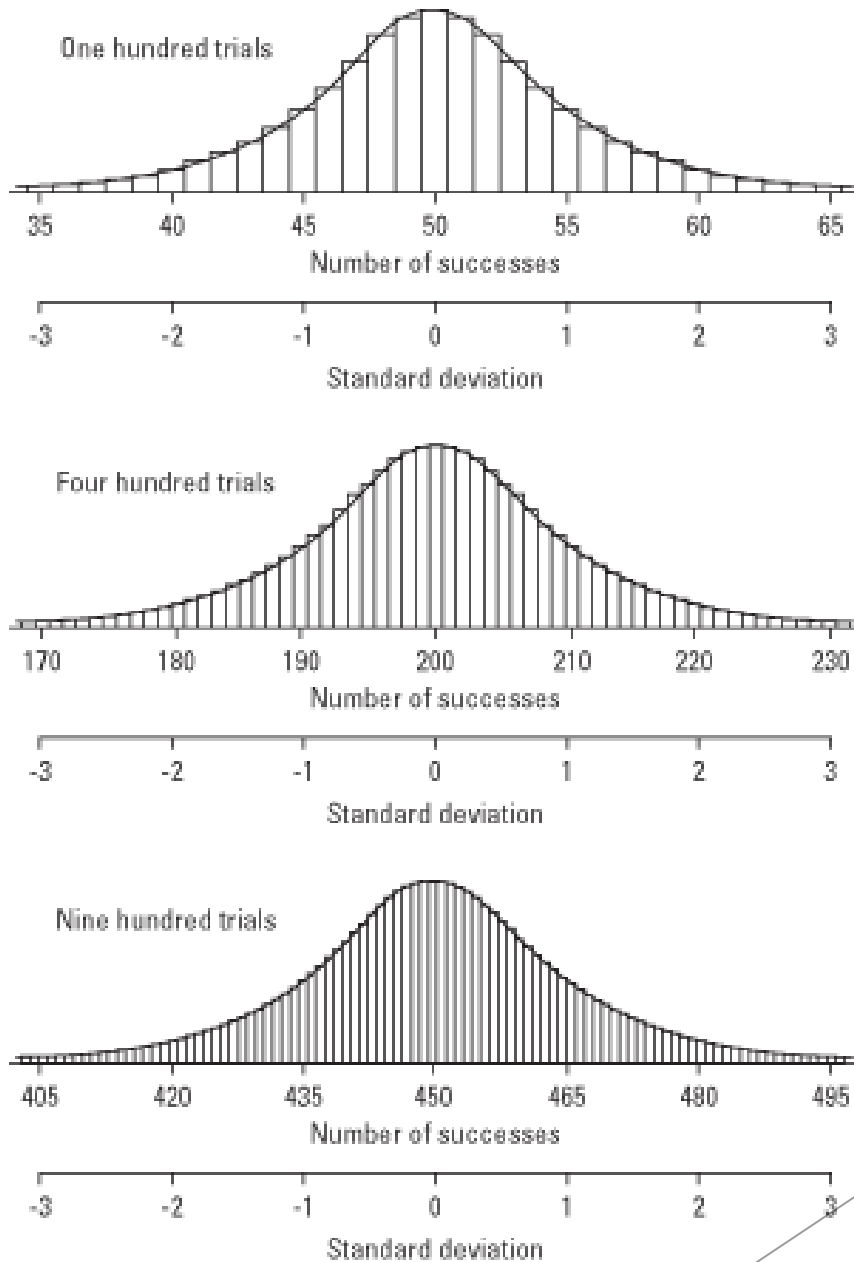 One hundred trials
35 40 45 50 55 60 65
Number of successes
-3 -2 -1 0 1 2 3
Standard deviation
Four hundred trials
170 180 190 200 210 220 230
Number of successes
-3 -2 -1 0 1 2 3
Standard deviation
Nine hundred trials
405 420 435 450 465 480 495
Number of successes
-3 -2 -1 0 1 2 3
Standard deviation